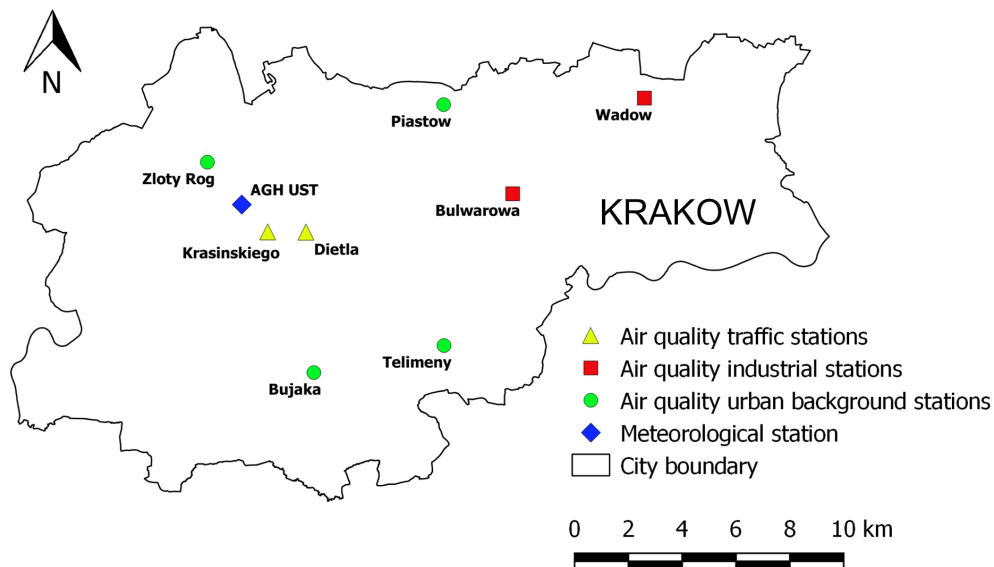 N
Piastow
Wadow
Zloty Rog
AGH UST
Bulwarowa
KRAKOW
Krasinskiego
Dietla
Telimeny
Bujaka
Air quality traffic stations
Air quality industrial stations
Air quality urban background stations
Meteorological station
City boundary
0 2 4 6 8 10 km